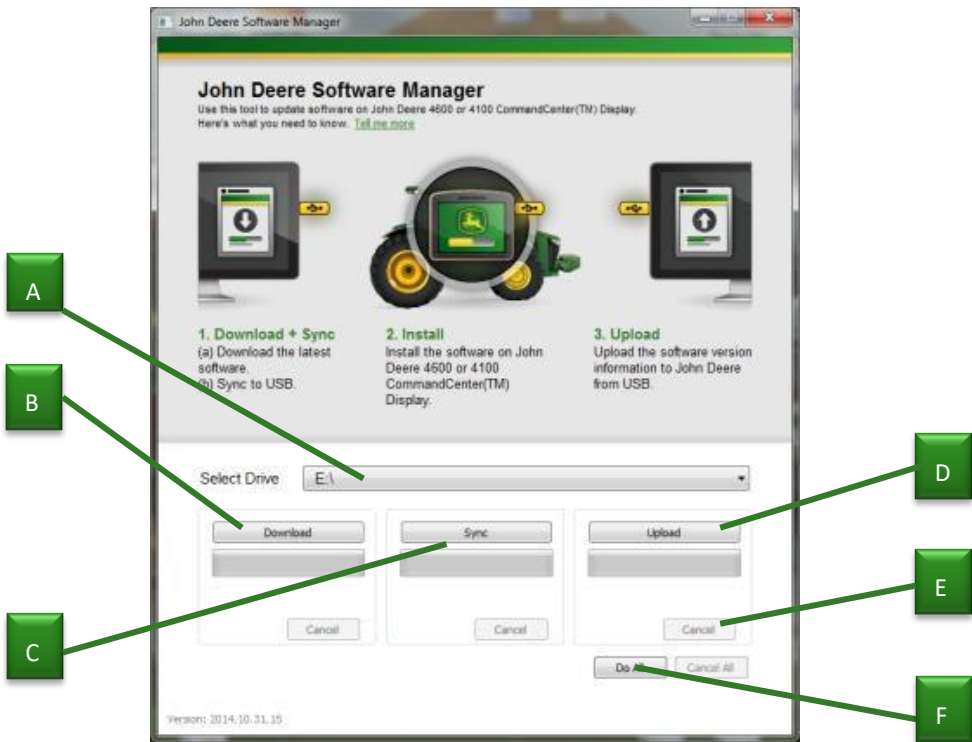 John Deere Software Manager
John Deere Software Manager
Use this tool to update software on John Deere 4600 or 4100 CommandCenter(TM) Display.
Here's what you need to know. Tell me more
1. Download + Sync
(a) Download the latest
software.
(b) Sync to USB.
2. Install
Install the software on John
Deere 4600 or 4100
CommandCenter(TM)
Display.
3. Upload
Upload the software version
information to John Deere
from USB.
A
B
Select Drive E:\
D
Download Sync Upload
E
Cancel Cancel Cancel
C
Do All Cancel All
F
Version: 2014.10.31.15